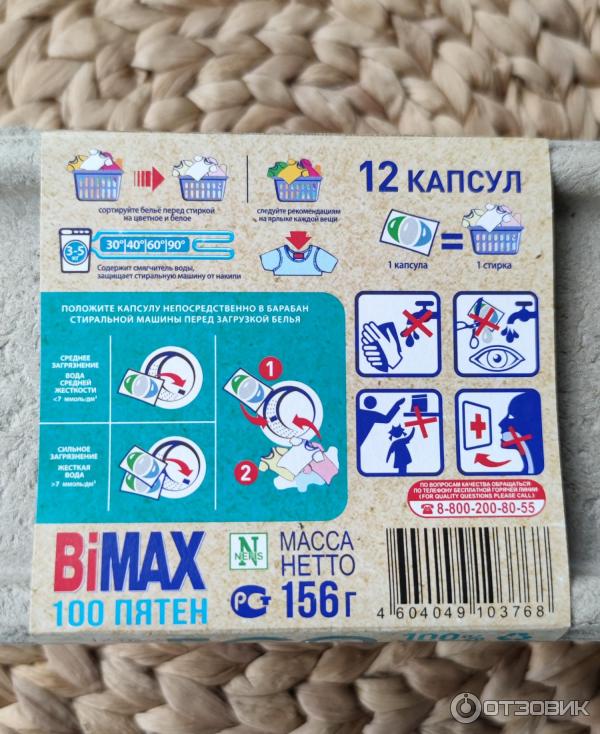 12 КАПСУЛ
сортируйте бельё перед стиркой
на цветное и белое
следуйте рекомендациям
на ярлыке каждой вещи
3-5
кг
30°|40°|60°|90°
Содержит смягчитель воды,
защищает стиральную машину от накипи
1 капсула
=
1 стирка
ПОЛОЖИТЕ КАПСУЛУ НЕПОСРЕДСТВЕННО В БАРАБАН
СТИРАЛЬНОЙ МАШИНЫ ПЕРЕД ЗАГРУЗКОЙ БЕЛЬЯ
СРЕДНЕЕ
ЗАГРЯЗНЕНИЕ
ВОДА
СРЕДНЕЙ
ЖЕСТКОСТИ
<7 ммоль/дм³
СИЛЬНОЕ
ЗАГРЯЗНЕНИЕ
ЖЕСТКАЯ
ВОДА
>7 ммоль/дм³
1
2
ПО ВОПРОСАМ КАЧЕСТВА ОБРАЩАТЬСЯ
ПО ТЕЛЕФОНУ БЕСПЛАТНОЙ ГОРЯЧЕЙ ЛИНИИ
(FOR QUALITY QUESTIONS PLEASE CALL)
8-800-200-80-55
BiMAX
100 ПЯТЕН
N
NEFIS
МАССА
НЕТТО
156 г
4 604049 103768
100%
ОТЗОВИК